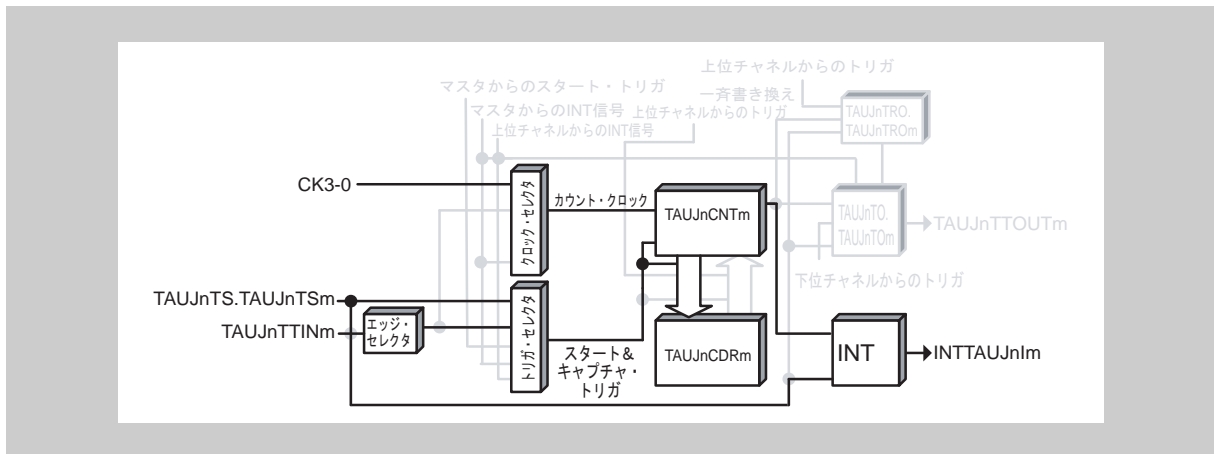 上位チャネルからのトリガ
マスタからのスタート・トリガ
一斉書き換え
マスタからのINT信号
上位チャネルからのトリガ
上位チャネルからのINT信号
TAUJnTRO.
TAUJnTROm
CK3-0
クロック・セレクタ
カウント・クロック
TAUJnCNTm
TAUJnTO.
TAUJnTOm
TAUJnTTOUTm
下位チャネルからのトリガ
TAUJnTS.TAUJnTSm
TAUJnTTINm
エッジ・
セレクタ
トリガ・セレクタ
スタート&
キャプチャ・
トリガ
TAUJnCDRm
INT
INTTAUJnIm